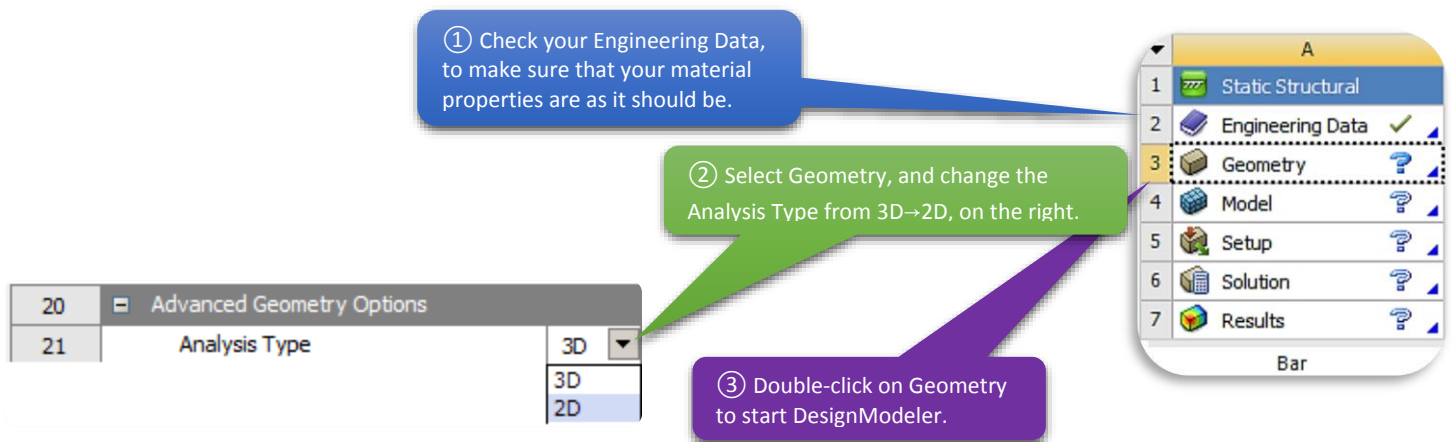 ① Check your Engineering Data,
to make sure that your material
properties are as it should be.
② Select Geometry, and change the
Analysis Type from 3D→2D, on the right.
③ Double-click on Geometry
to start DesignModeler.
20 Advanced Geometry Options
21 Analysis Type 3D
3D
2D
A
1 Static Structural
2 Engineering Data
3 Geometry ?
4 Model ?
5 Setup ?
6 Solution ?
7 Results ?
Bar